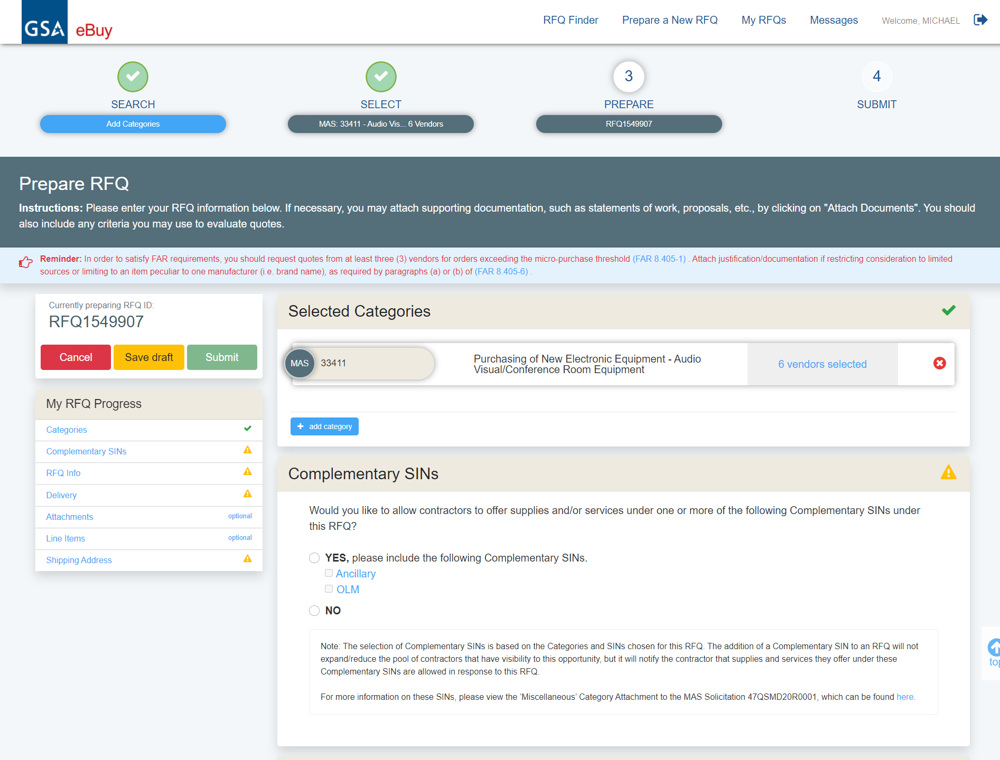 GSA eBuy
RFQ Finder
Prepare a New RFQ
My RFQs
Messages
Welcome, MICHAEL
SEARCH
Add Categories
SELECT
MAS: 33411 - Audio Vis... 6 Vendors
3
PREPARE
RFQ1549907
4
SUBMIT
Prepare RFQ
Instructions: Please enter your RFQ information below. If necessary, you may attach supporting documentation, such as statements of work, proposals, etc., by clicking on "Attach Documents". You should
also include any criteria you may use to evaluate quotes.
Reminder: In order to satisfy FAR requirements, you should request quotes from at least three (3) vendors for orders exceeding the micro-purchase threshold (FAR 8.405-1) . Attach justification/documentation if restricting consideration to limited
sources or limiting to an item peculiar to one manufacturer (i.e. brand name), as required by paragraphs (a) or (b) of (FAR 8.405-6) .
Currently preparing RFQ ID:
RFQ1549907
Cancel
Save draft
Submit
My RFQ Progress
Categories
Complementary SINs
RFQ Info
Delivery
Attachments optional
Line Items optional
Shipping Address
Selected Categories
MAS 33411
Purchasing of New Electronic Equipment - Audio
Visual/Conference Room Equipment
6 vendors selected
+ add category
Complementary SINs
Would you like to allow contractors to offer supplies and/or services under one or more of the following Complementary SINs under
this RFQ?
YES, please include the following Complementary SINs.
Ancillary
OLM
NO
Note: The selection of Complementary SINs is based on the Categories and SINs chosen for this RFQ. The addition of a Complementary SIN to an RFQ will not
expand/reduce the pool of contractors that have visibility to this opportunity, but it will notify the contractor that supplies and services they offer under these
Complementary SINs are allowed in response to this RFQ.
For more information on these SINs, please view the ‘Miscellaneous’ Category Attachment to the MAS Solicitation 47QSMD20R0001, which can be found here.
top